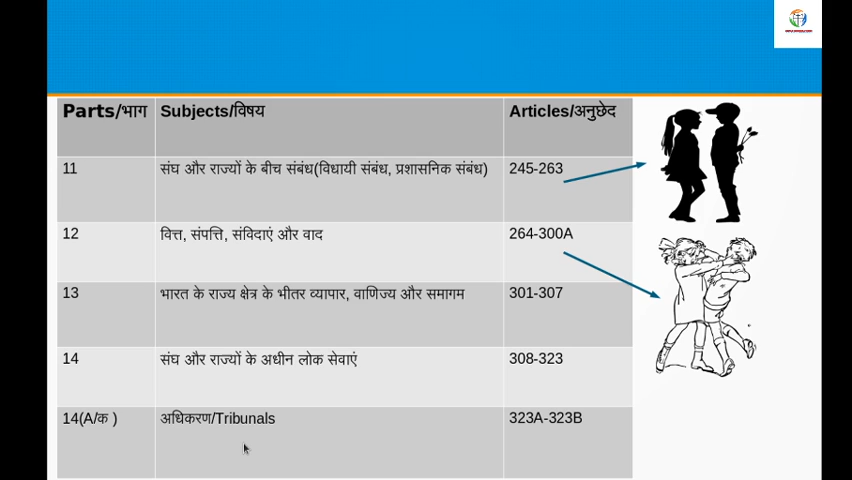 Parts/भाग Subjects/विषय Articles/अनुछेद
11 संघ और राज्यों के बीच संबंध(विधायी संबंध, प्रशासनिक संबंध) 245-263
12 वित्त, संपत्ति, संविदाएं और वाद 264-300A
13 भारत के राज्य क्षेत्र के भीतर व्यापार, वाणिज्य और समागम 301-307
14 संघ और राज्यों के अधीन लोक सेवाएं 308-323
14(A/क ) अधिकरण/Tribunals 323A-323B